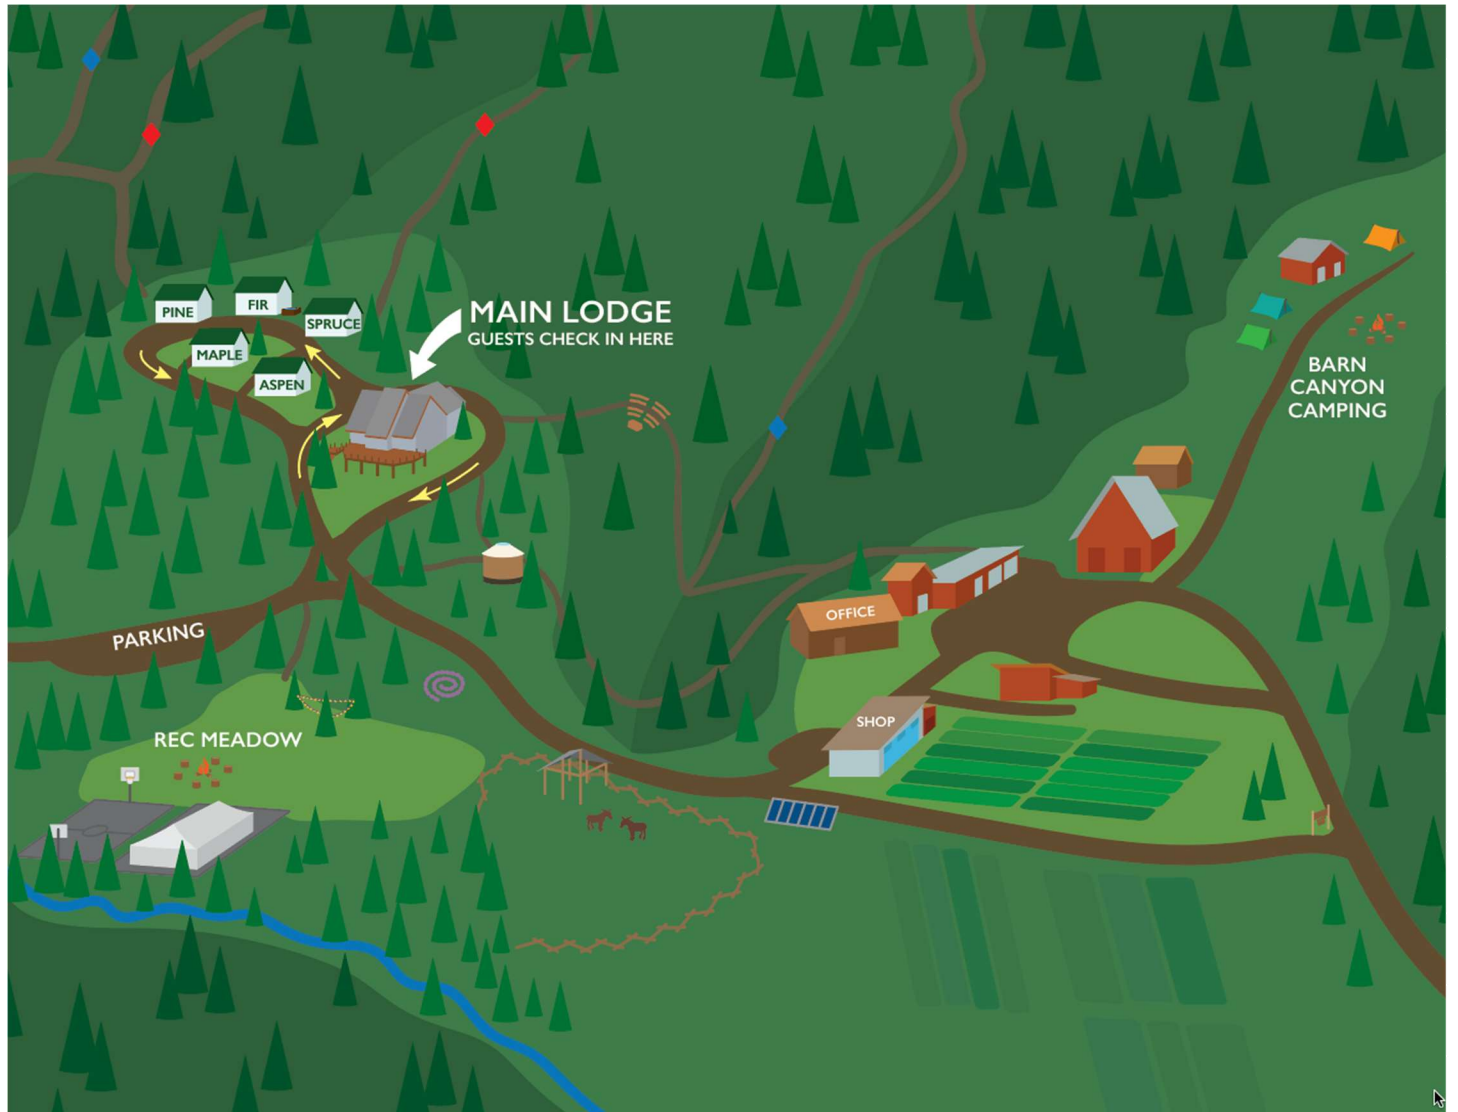 PINE
FIR
SPRUCE
MAPLE
ASPEN
MAIN LODGE
GUESTS CHECK IN HERE
BARN
CANYON
CAMPING
OFFICE
PARKING
SHOP
REC MEADOW